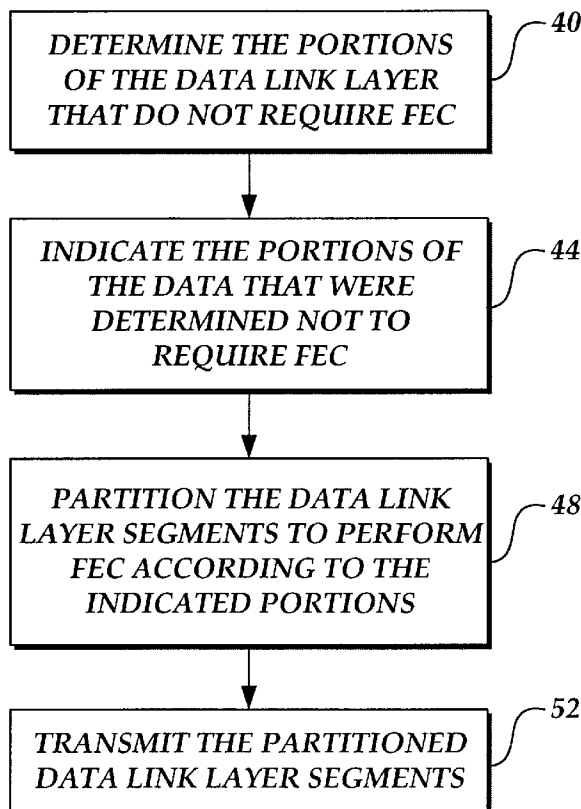 DETERMINE THE PORTIONS
OF THE DATA LINK LAYER
THAT DO NOT REQUIRE FEC
40
INDICATE THE PORTIONS OF
THE DATA THAT WERE
DETERMINED NOT TO
REQUIRE FEC
44
PARTITION THE DATA LINK
LAYER SEGMENTS TO PERFORM
FEC ACCORDING TO THE
INDICATED PORTIONS
48
TRANSMIT THE PARTITIONED
DATA LINK LAYER SEGMENTS
52